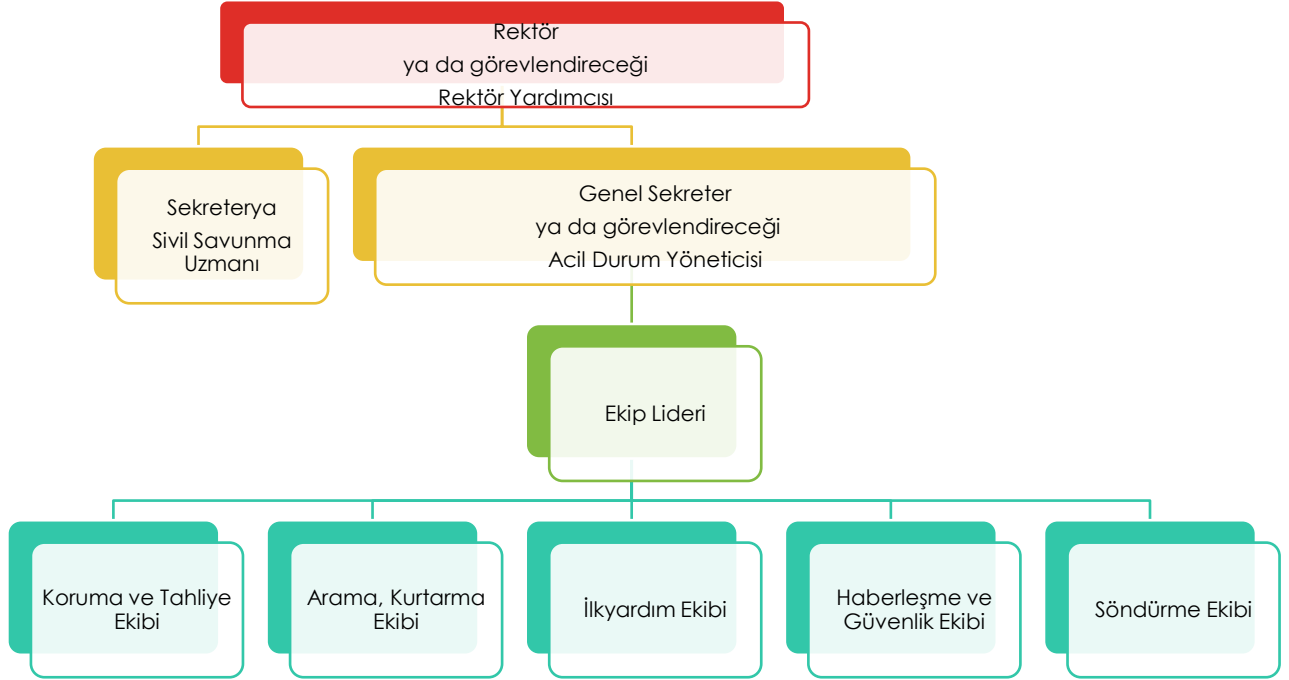 Rektör
ya da görevlendireceği
Rektör Yardımcısı
Sekreterya
Sivil Savunma
Uzmanı
Genel Sekreter
ya da görevlendireceği
Acil Durum Yöneticisi
Ekip Lideri
Koruma ve Tahliye
Ekibi
Arama, Kurtarma
Ekibi
İlkyardım Ekibi
Haberleşme ve
Güvenlik Ekibi
Söndürme Ekibi